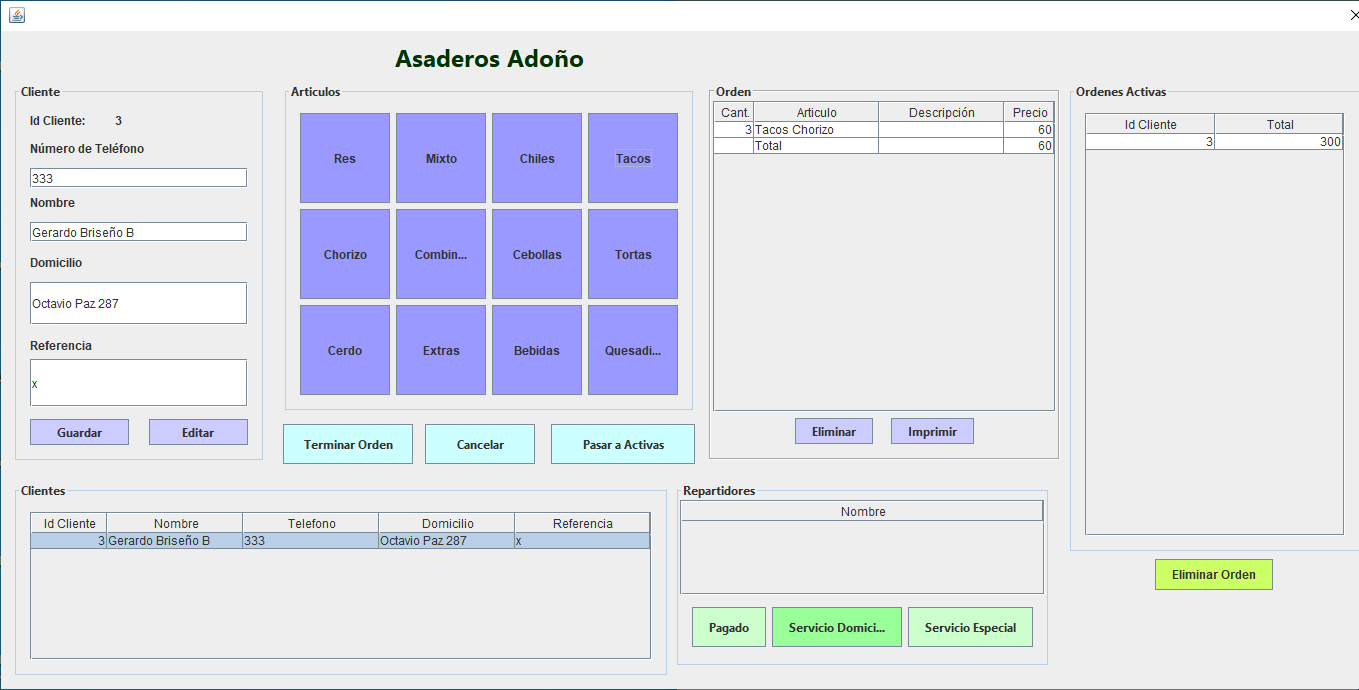 Asaderos Adoño
Cliente
Id Cliente: 3
Número de Teléfono
333
Nombre
Gerardo Briseño B
Domicilio
Octavio Paz 287
Referencia
x
Guardar Editar
Articulos
Res Mixto Chiles Tacos
Chorizo Combin... Cebollas Tortas
Cerdo Extras Bebidas Quesadi...
Terminar Orden Cancelar Pasar a Activas
Orden
Cant. Articulo Descripción Precio
3 Tacos Chorizo 60
Total 60
Eliminar Imprimir
Ordenes Activas
Id Cliente Total
3 300
Eliminar Orden
Clientes
Id Cliente Nombre Telefono Domicilio Referencia
3 Gerardo Briseño B 333 Octavio Paz 287 x
Repartidores
Nombre
Pagado Servicio Domici... Servicio Especial